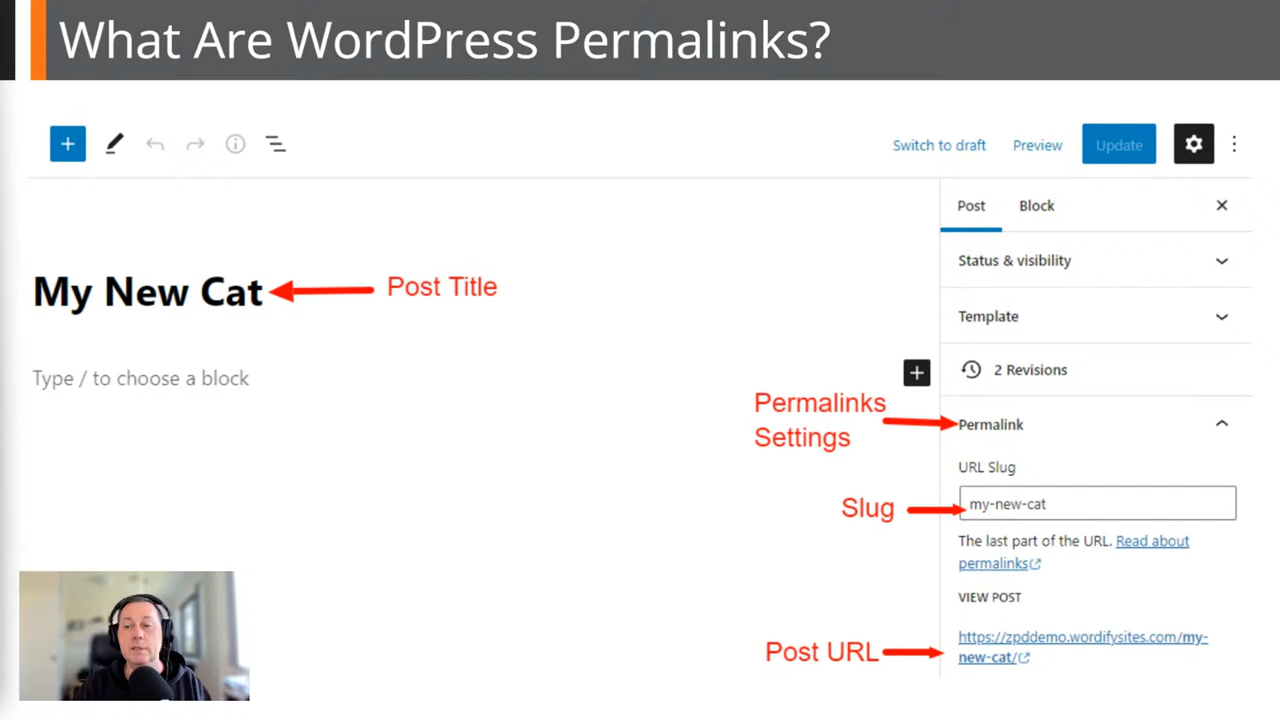 What Are WordPress Permalinks?
Switch to draft
Preview
Update
Post
Block
Status & visibility
My New Cat
Post Title
Template
Type / to choose a block
2 Revisions
Permalinks
Settings
Permalink
URL Slug
Slug
my-new-cat
The last part of the URL. Read about
permalinks
VIEW POST
Post URL
https://zpddemo.wordifysites.com/my-
new-cat/